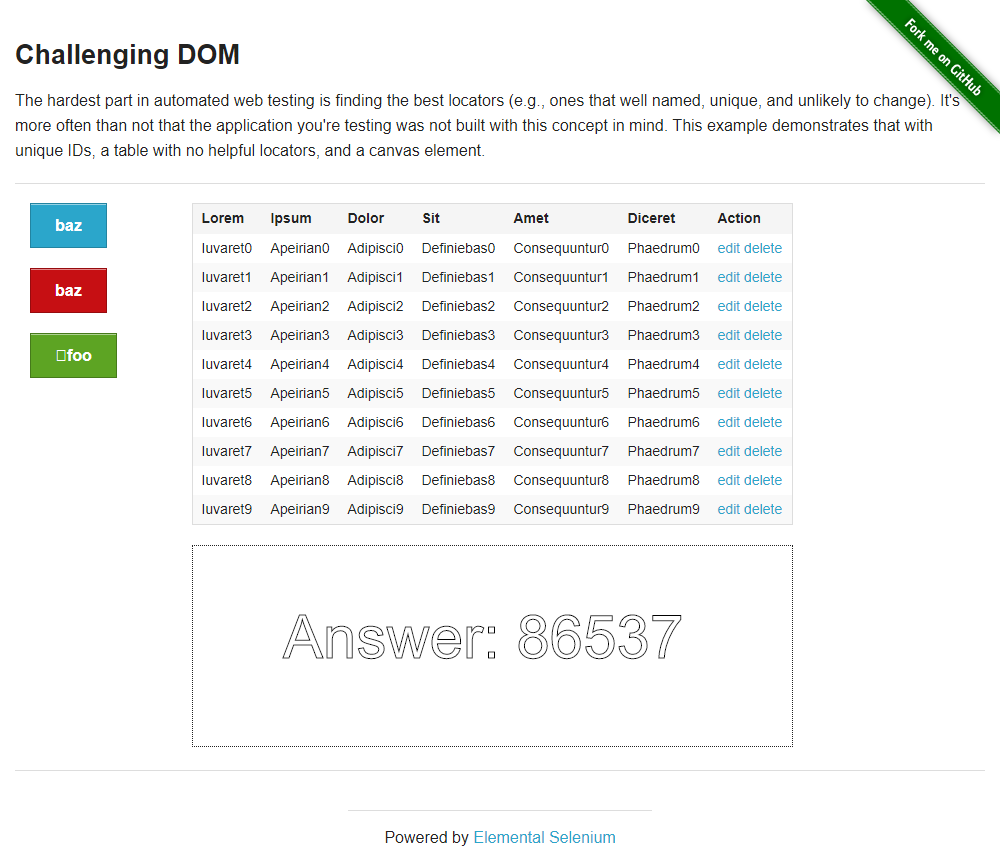 Fork me on GitHub
Challenging DOM
The hardest part in automated web testing is finding the best locators (e.g., ones that well named, unique, and unlikely to change). It's
more often than not that the application you're testing was not built with this concept in mind. This example demonstrates that with
unique IDs, a table with no helpful locators, and a canvas element.
baz
baz
foo
Lorem Ipsum Dolor Sit Amet Diceret Action
Iuvaret0 Apeirian0 Adipisci0 Definiebas0 Consequuntur0 Phaedrum0 edit delete
Iuvaret1 Apeirian1 Adipisci1 Definiebas1 Consequuntur1 Phaedrum1 edit delete
Iuvaret2 Apeirian2 Adipisci2 Definiebas2 Consequuntur2 Phaedrum2 edit delete
Iuvaret3 Apeirian3 Adipisci3 Definiebas3 Consequuntur3 Phaedrum3 edit delete
Iuvaret4 Apeirian4 Adipisci4 Definiebas4 Consequuntur4 Phaedrum4 edit delete
Iuvaret5 Apeirian5 Adipisci5 Definiebas5 Consequuntur5 Phaedrum5 edit delete
Iuvaret6 Apeirian6 Adipisci6 Definiebas6 Consequuntur6 Phaedrum6 edit delete
Iuvaret7 Apeirian7 Adipisci7 Definiebas7 Consequuntur7 Phaedrum7 edit delete
Iuvaret8 Apeirian8 Adipisci8 Definiebas8 Consequuntur8 Phaedrum8 edit delete
Iuvaret9 Apeirian9 Adipisci9 Definiebas9 Consequuntur9 Phaedrum9 edit delete
Answer: 86537
Powered by Elemental Selenium